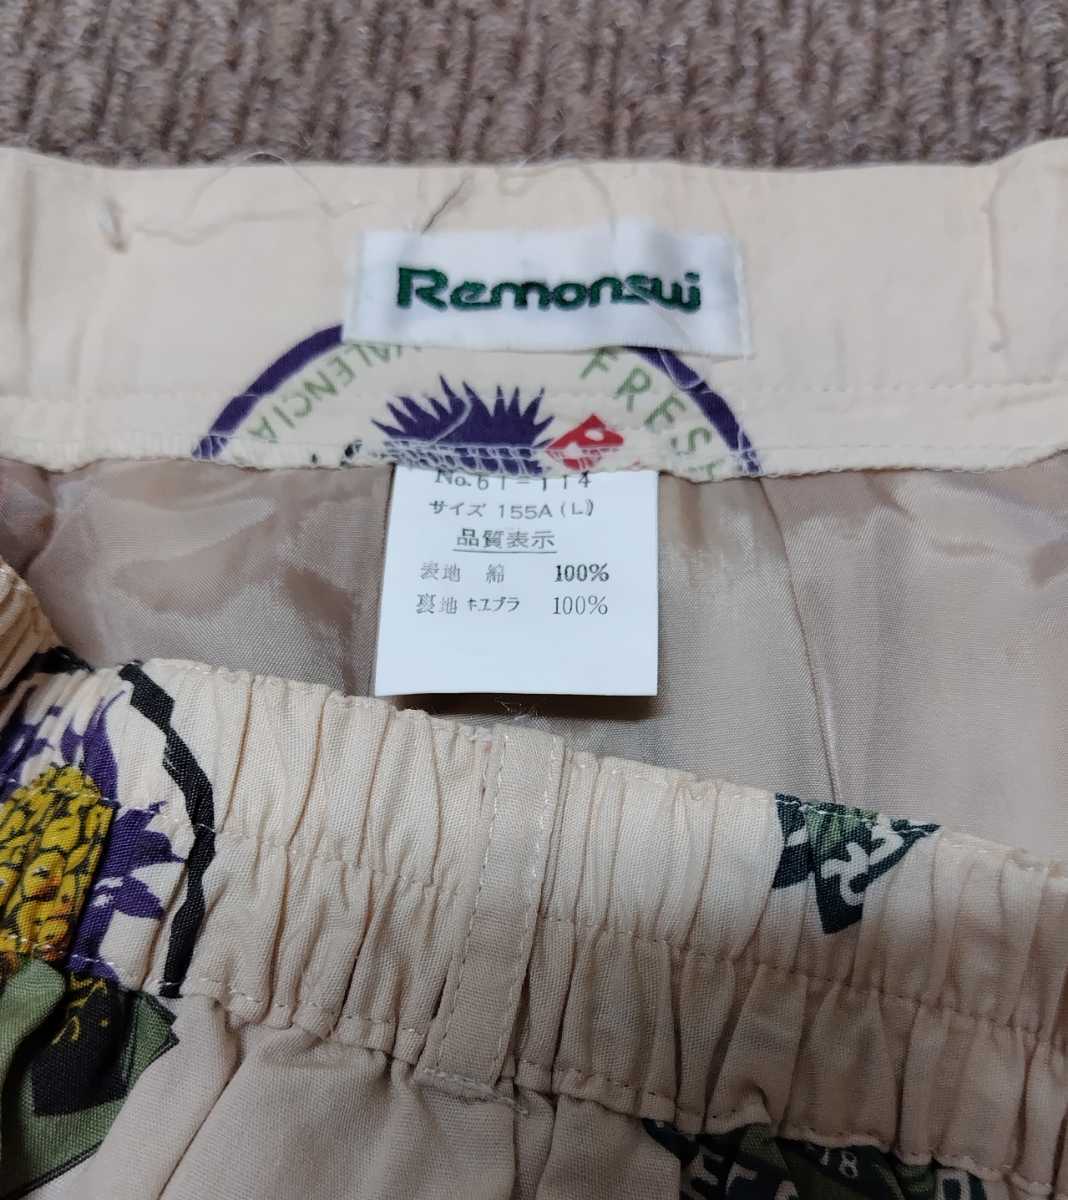 Remonsui
VALENCIA
FRESH
No.61-114
サイズ 155A(L)
品質表示
表地 綿 100%
裏地 キュプラ 100%